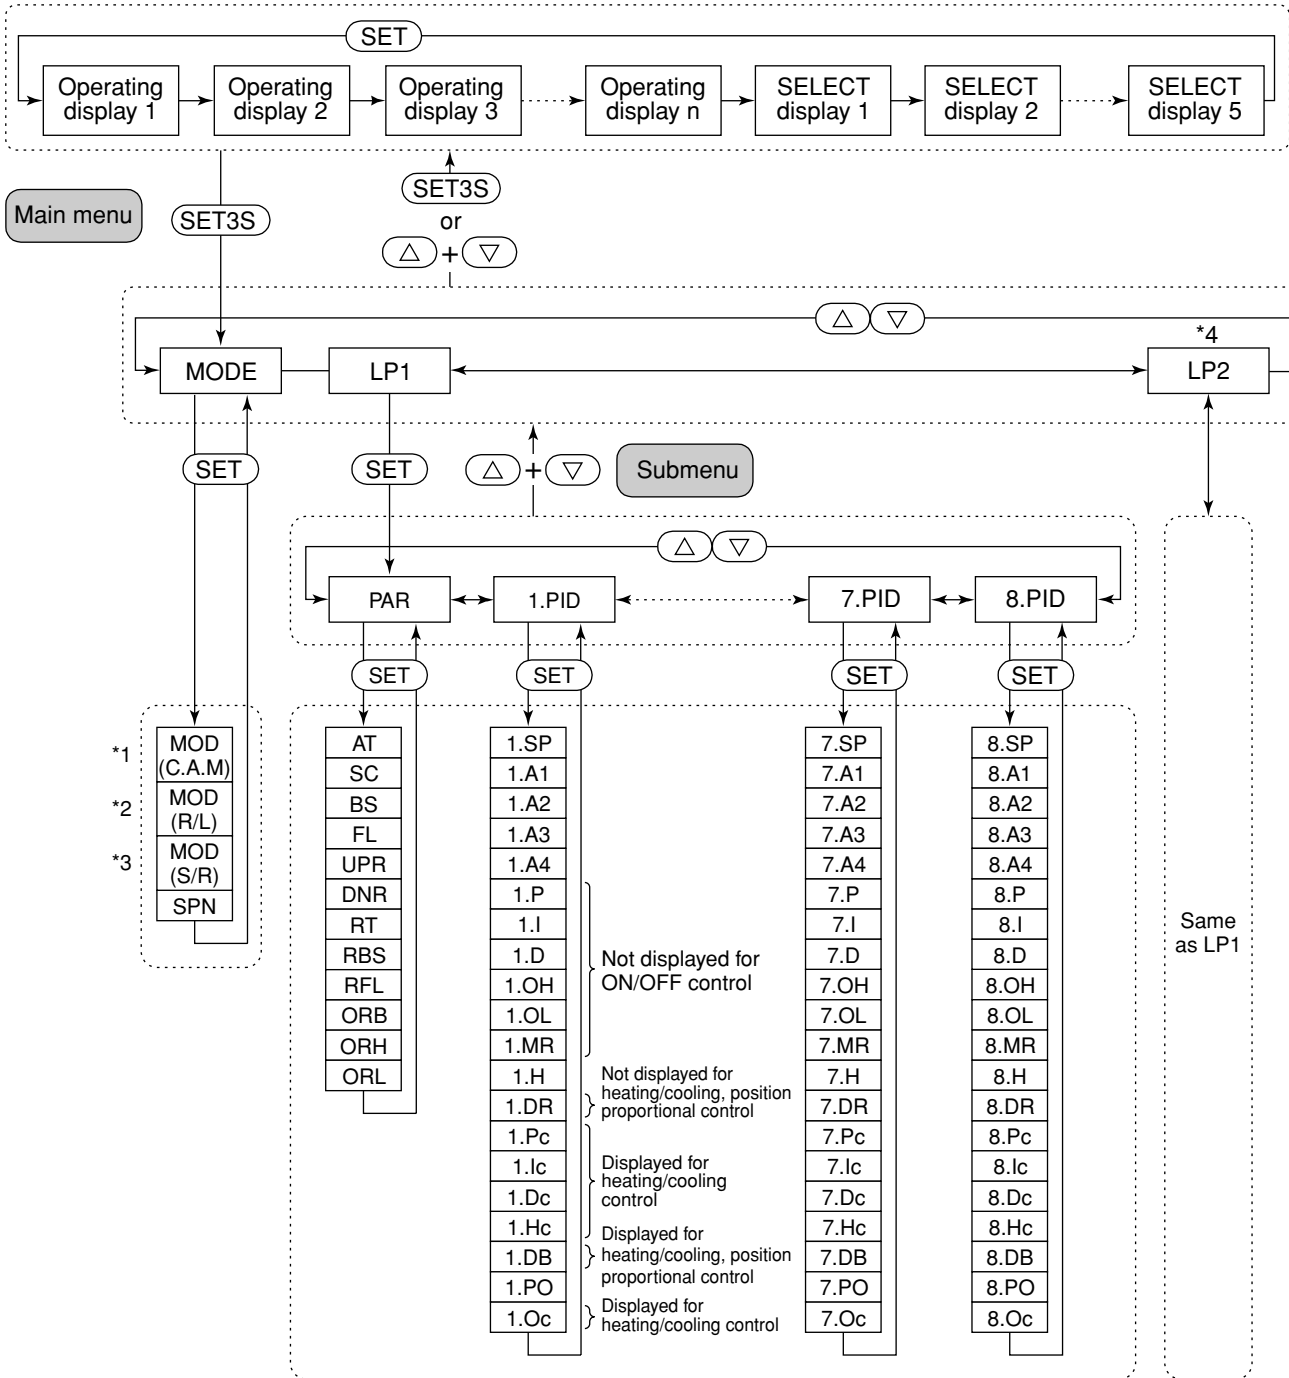 SET
Operating
display 1
Operating
display 2
Operating
display 3
Operating
display n
SELECT
display 1
SELECT
display 2
SELECT
display 5
Main menu
SET3S
SET3S
or
△ + ▽
△ ▽
MODE
LP1
*4
LP2
SET
SET
△ + ▽
Submenu
△ ▽
PAR
1.PID
7.PID
8.PID
SET
SET
SET
SET
*1
MOD
(C.A.M)
*2
MOD
(R/L)
*3
MOD
(S/R)
SPN
AT
SC
BS
FL
UPR
DNR
RT
RBS
RFL
ORB
ORH
ORL
1.SP
1.A1
1.A2
1.A3
1.A4
1.P
1.I
1.D
1.OH
1.OL
1.MR
1.H
1.DR
1.Pc
1.Ic
1.Dc
1.Hc
1.DB
1.PO
1.Oc
Not displayed for
ON/OFF control
Not displayed for
heating/cooling, position
proportional control
Displayed for
heating/cooling
control
Displayed for
heating/cooling, position
proportional control
Displayed for
heating/cooling control
7.SP
7.A1
7.A2
7.A3
7.A4
7.P
7.I
7.D
7.OH
7.OL
7.MR
7.H
7.DR
7.Pc
7.Ic
7.Dc
7.Hc
7.DB
7.PO
7.Oc
8.SP
8.A1
8.A2
8.A3
8.A4
8.P
8.I
8.D
8.OH
8.OL
8.MR
8.H
8.DR
8.Pc
8.Ic
8.Dc
8.Hc
8.DB
8.PO
8.Oc
Same
as LP1